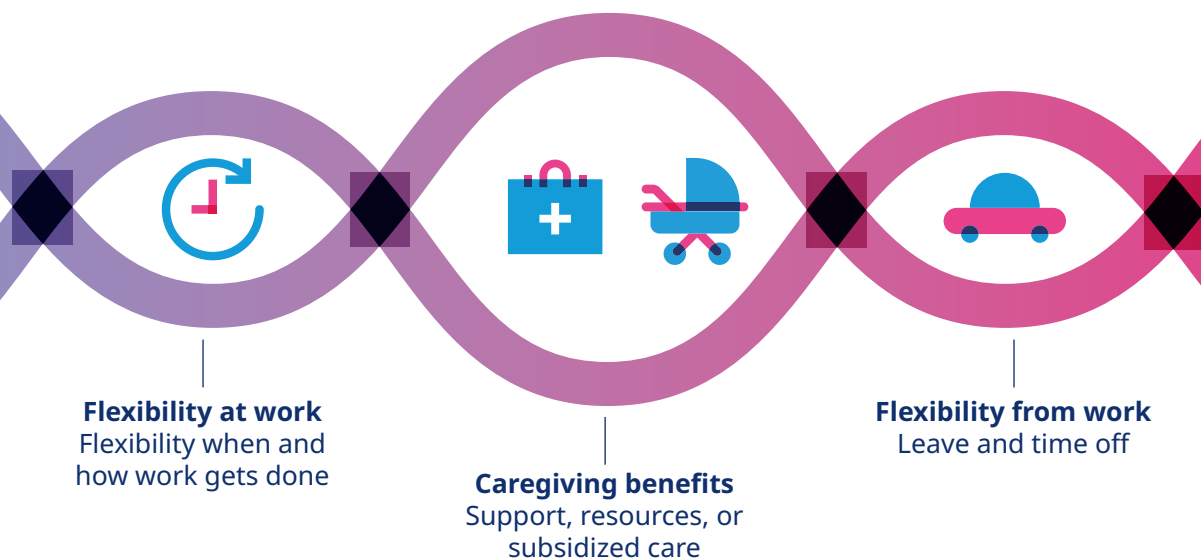 Flexibility at work
Flexibility when and
how work gets done
Caregiving benefits
Support, resources, or
subsidized care
Flexibility from work
Leave and time off